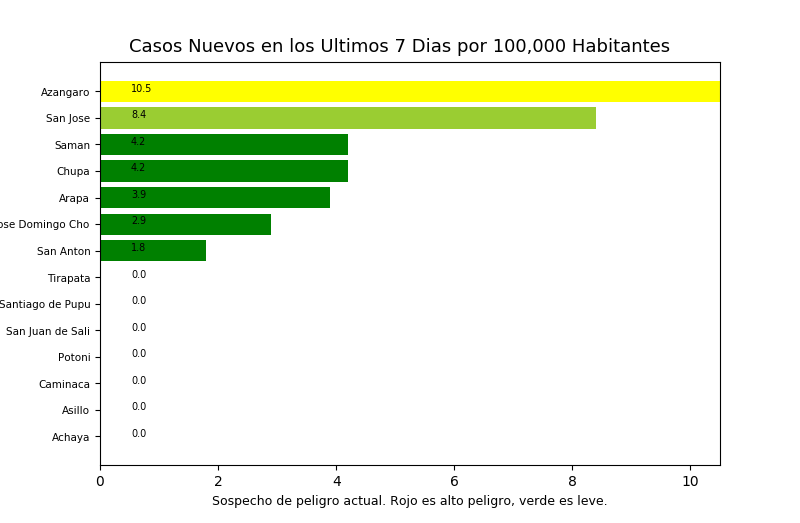 Casos Nuevos en los Ultimos 7 Dias por 100,000 Habitantes
Azangaro 10.5
San Jose 8.4
Saman 4.2
Chupa 4.2
Arapa 3.9
ose Domingo Cho 2.9
San Anton 1.8
Tirapata 0.0
Santiago de Pupu 0.0
San Juan de Sali 0.0
Potoni 0.0
Caminaca 0.0
Asillo 0.0
Achaya 0.0
0 2 4 6 8 10
Sospecho de peligro actual. Rojo es alto peligro, verde es leve.